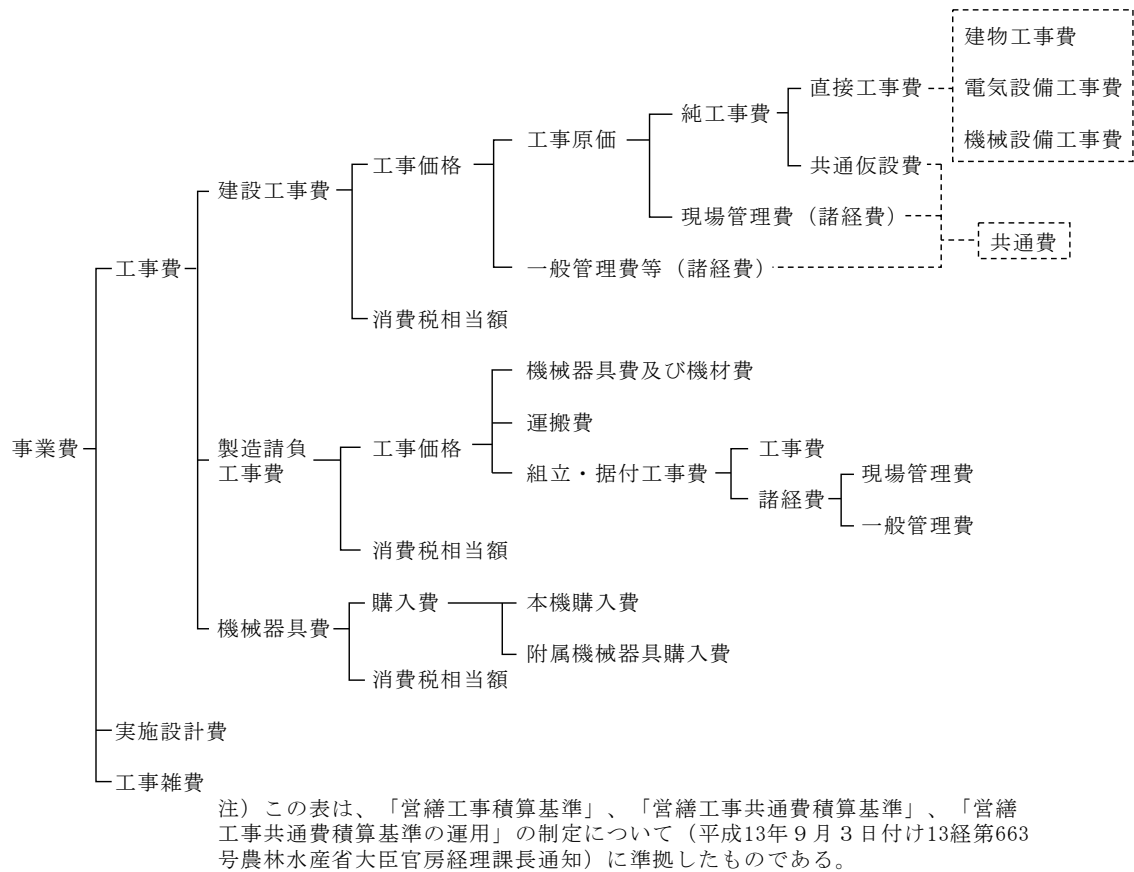 建物工事費
電気設備工事費
機械設備工事費
直接工事費
純工事費
共通仮設費
工事原価
工事価格
現場管理費（諸経費）
建設工事費
共通費
一般管理費等（諸経費）
工事費
消費税相当額
機械器具費及び機材費
運搬費
事業費
製造請負
工事費
工事価格
組立・据付工事費
工事費
諸経費
現場管理費
一般管理費
消費税相当額
機械器具費
購入費
本機購入費
附属機械器具購入費
消費税相当額
実施設計費
工事雑費
注）この表は、「営繕工事積算基準」、「営繕工事共通費積算基準」、「営繕
工事共通費積算基準の運用」の制定について（平成13年９月３日付け13経第663
号農林水産省大臣官房経理課長通知）に準拠したものである。